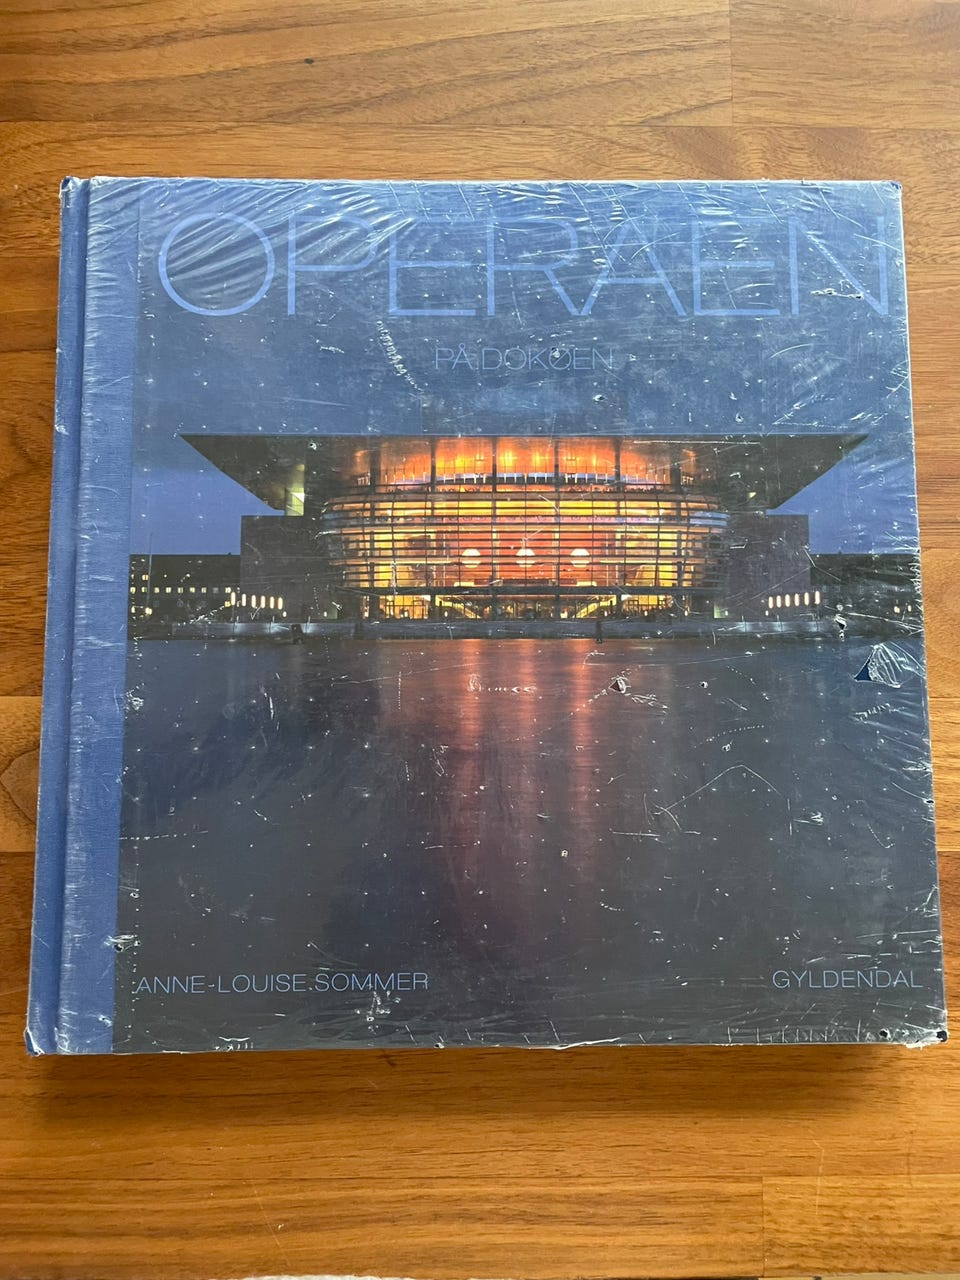 OPERAEN
PÅ DOKØEN
ANNE-LOUISE SOMMER
GYLDENDAL